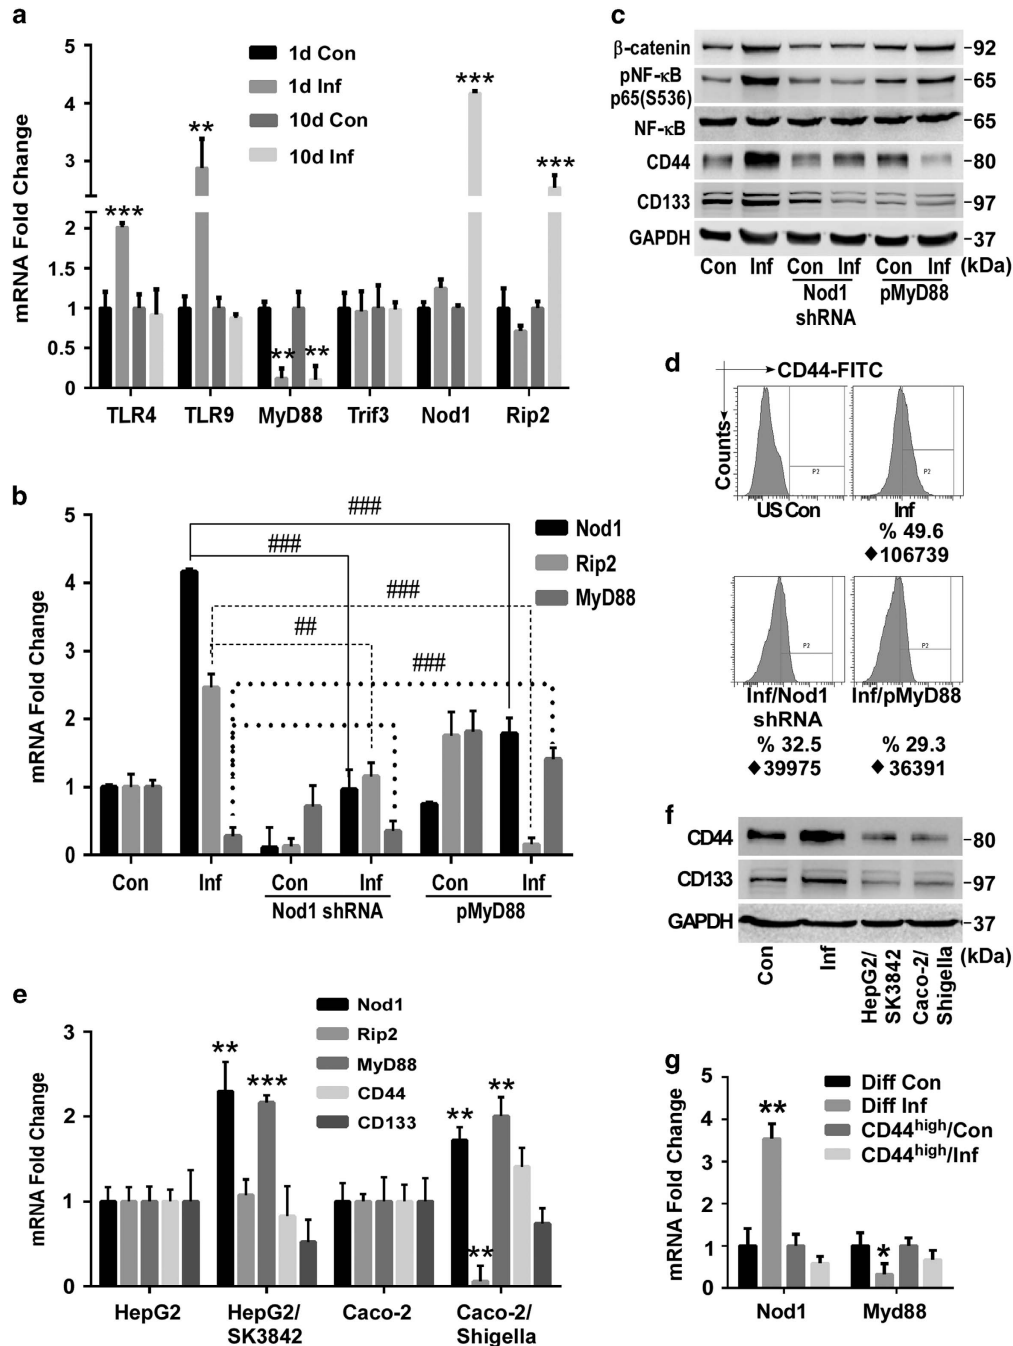 a
mRNA Fold Change
5
4
3
2
2
1
0.5
0
1d Con
1d Inf
10d Con
10d Inf
***
**
**
**
***
***
TLR4
TLR9
MyD88
Trif3
Nod1
Rip2
b
mRNA Fold Change
5
4
3
2
1
0
Nod1
Rip2
MyD88
###
###
###
##
###
Con
Inf
Con
Inf
Con
Inf
Nod1 shRNA
pMyD88
c
β-catenin
92
pNF-κB
p65(S536)
65
NF-κB
65
CD44
80
CD133
97
GAPDH
37
Con Inf Con Inf Con Inf (kDa)
Nod1
shRNA
pMyD88
d
CD44-FITC
Counts
P2
P2
US Con
Inf
% 49.6
◆106739
P2
P2
Inf/Nod1
shRNA
% 32.5
◆39975
Inf/pMyD88
% 29.3
◆36391
e
mRNA Fold Change
3
2
1
0
Nod1
Rip2
MyD88
CD44
CD133
**
***
**
**
**
HepG2
HepG2/
SK3842
Caco-2
Caco-2/
Shigella
f
CD44
80
CD133
97
GAPDH
37
(kDa)
Con
Inf
HepG2/
SK3842
Caco-2/
Shigella
g
mRNA Fold Change
5
4
3
2
1
0
Diff Con
Diff Inf
CD44high/Con
CD44high/Inf
**
*
Nod1
Myd88